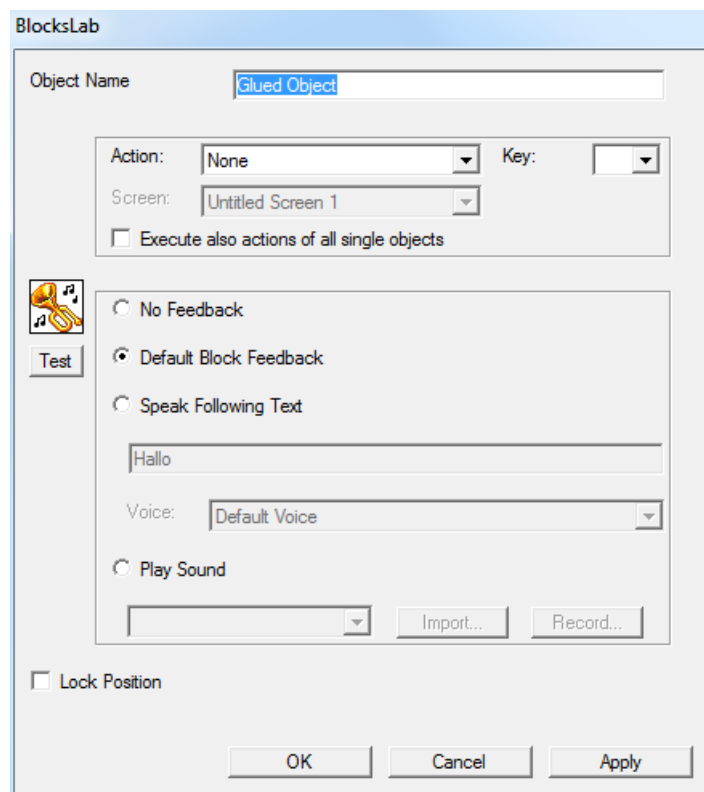 BlocksLab
Object Name Glued Object
Action: None Key:
Screen: Untitled Screen 1
Execute also actions of all single objects
No Feedback
Test Default Block Feedback
Speak Following Text
Hallo
Voice: Default Voice
Play Sound
Import... Record...
Lock Position
OK Cancel Apply